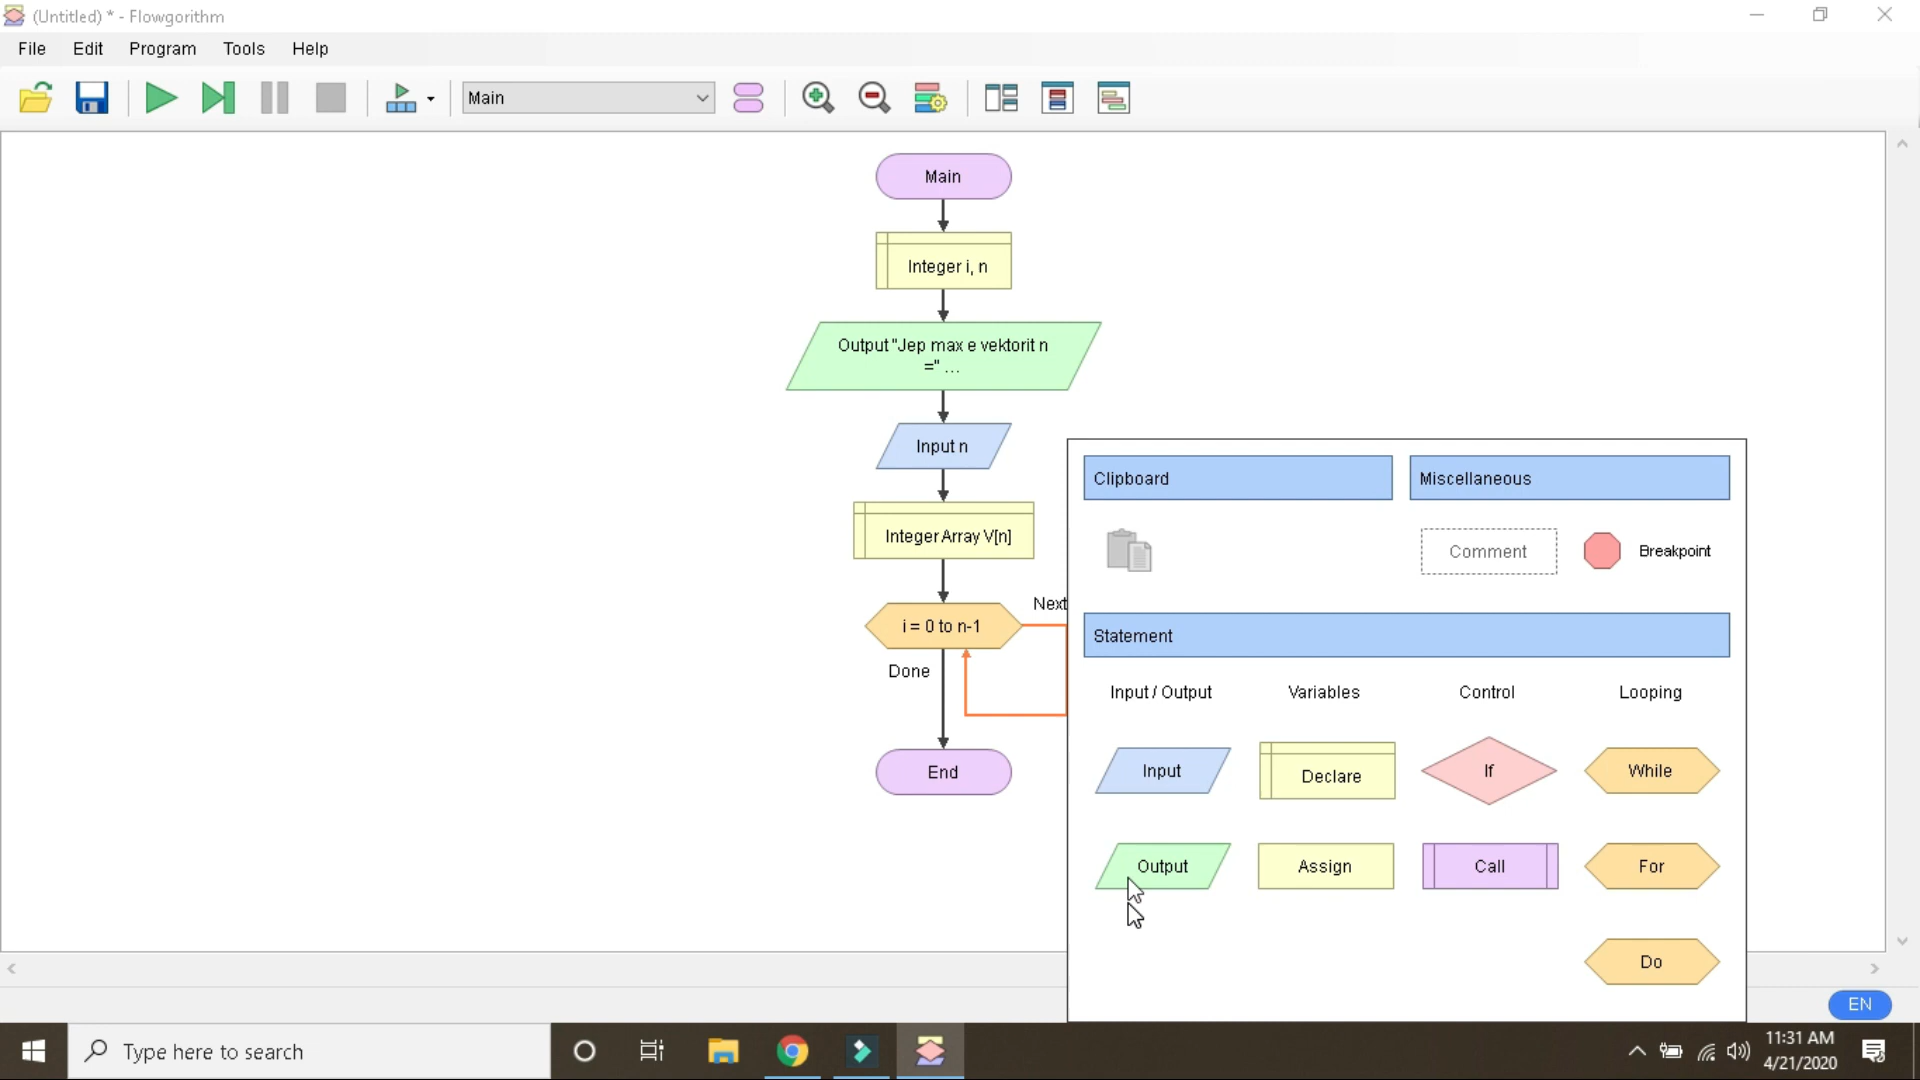 (Untitled) * - Flowgorithm
File Edit Program Tools Help
Main
Main
Integer i, n
Output "Jep max e vektorit n
=" ...
Input n
Integer Array V[n]
Next
i = 0 to n-1
Done
End
Clipboard Miscellaneous
Comment Breakpoint
Statement
Input / Output Variables Control Looping
Input Declare If While
Output Assign Call For
Do
EN
Type here to search
11:31 AM
4/21/2020